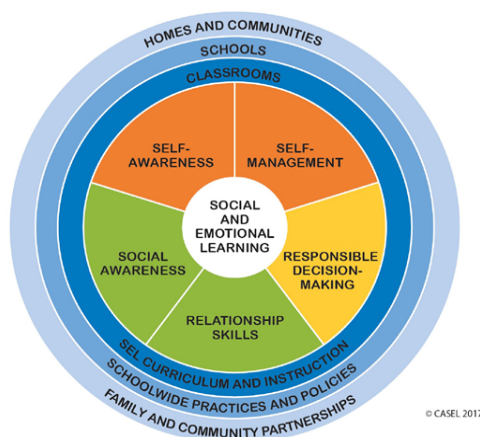 HOMES AND COMMUNITIES
SCHOOLS
CLASSROOMS
SELF-
AWARENESS
SELF-
MANAGEMENT
SOCIAL
AND
EMOTIONAL
LEARNING
SOCIAL
AWARENESS
RESPONSIBLE
DECISION-
MAKING
RELATIONSHIP
SKILLS
SEL CURRICULUM AND INSTRUCTION
SCHOOLWIDE PRACTICES AND POLICIES
FAMILY AND COMMUNITY PARTNERSHIPS
© CASEL 2017